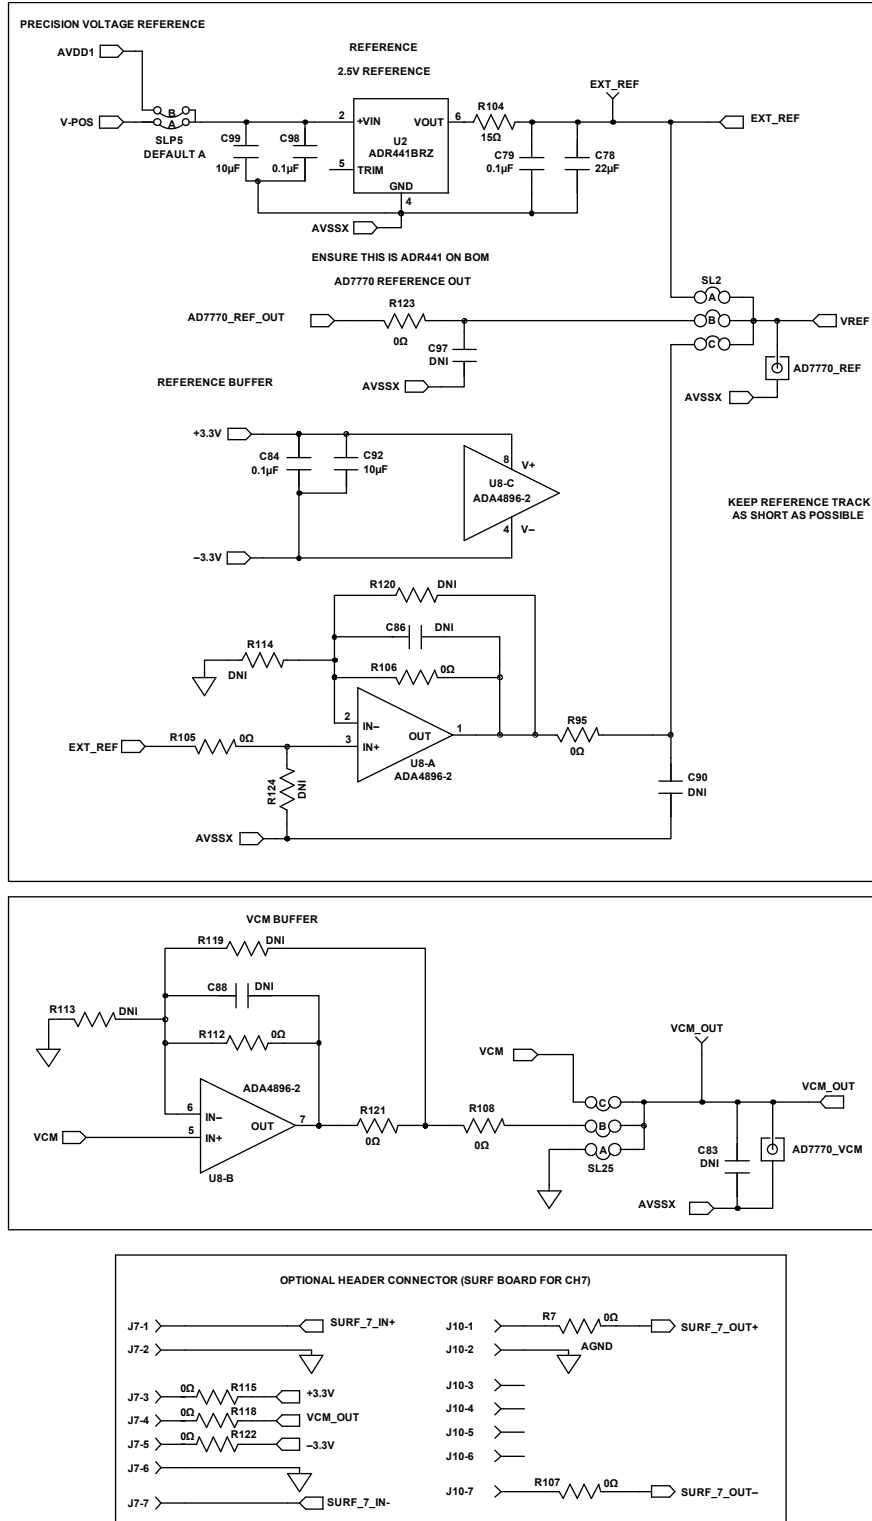 PRECISION VOLTAGE REFERENCE
AVDD1
REFERENCE
2.5V REFERENCE
EXT_REF
V-POS
B
A
SLP5
DEFAULT A
C99
10µF
C98
0.1µF
2
+VIN
VOUT
6
U2
ADR441BRZ
5
TRIM
GND
4
R104
15Ω
C79
0.1µF
C78
22µF
EXT_REF
AVSSX
ENSURE THIS IS ADR441 ON BOM
AD7770 REFERENCE OUT
SL2
A
B
C
R123
AD7770_REF_OUT
0Ω
C97
DNI
AVSSX
VREF
AD7770_REF
AVSSX
REFERENCE BUFFER
+3.3V
C84
0.1µF
C92
10µF
8
V+
U8-C
ADA4896-2
4
V–
–3.3V
KEEP REFERENCE TRACK
AS SHORT AS POSSIBLE
R120
DNI
C86
DNI
R114
DNI
R106
0Ω
2
IN–
OUT
1
3
IN+
U8-A
ADA4896-2
R105
0Ω
EXT_REF
R124
DNI
R95
0Ω
C90
DNI
AVSSX
VCM BUFFER
R119
DNI
C88
DNI
R113
DNI
R112
0Ω
ADA4896-2
6
IN–
OUT
7
5
IN+
VCM
U8-B
R121
0Ω
R108
0Ω
VCM
C
B
A
SL25
VCM_OUT
VCM_OUT
C83
DNI
AD7770_VCM
AVSSX
OPTIONAL HEADER CONNECTOR (SURF BOARD FOR CH7)
J7-1
SURF_7_IN+
J7-2
J7-3
0Ω
R115
+3.3V
J7-4
0Ω
R118
VCM_OUT
J7-5
0Ω
R122
–3.3V
J7-6
J7-7
SURF_7_IN-
J10-1
R7
0Ω
SURF_7_OUT+
J10-2
AGND
J10-3
J10-4
J10-5
J10-6
J10-7
R107
0Ω
SURF_7_OUT–